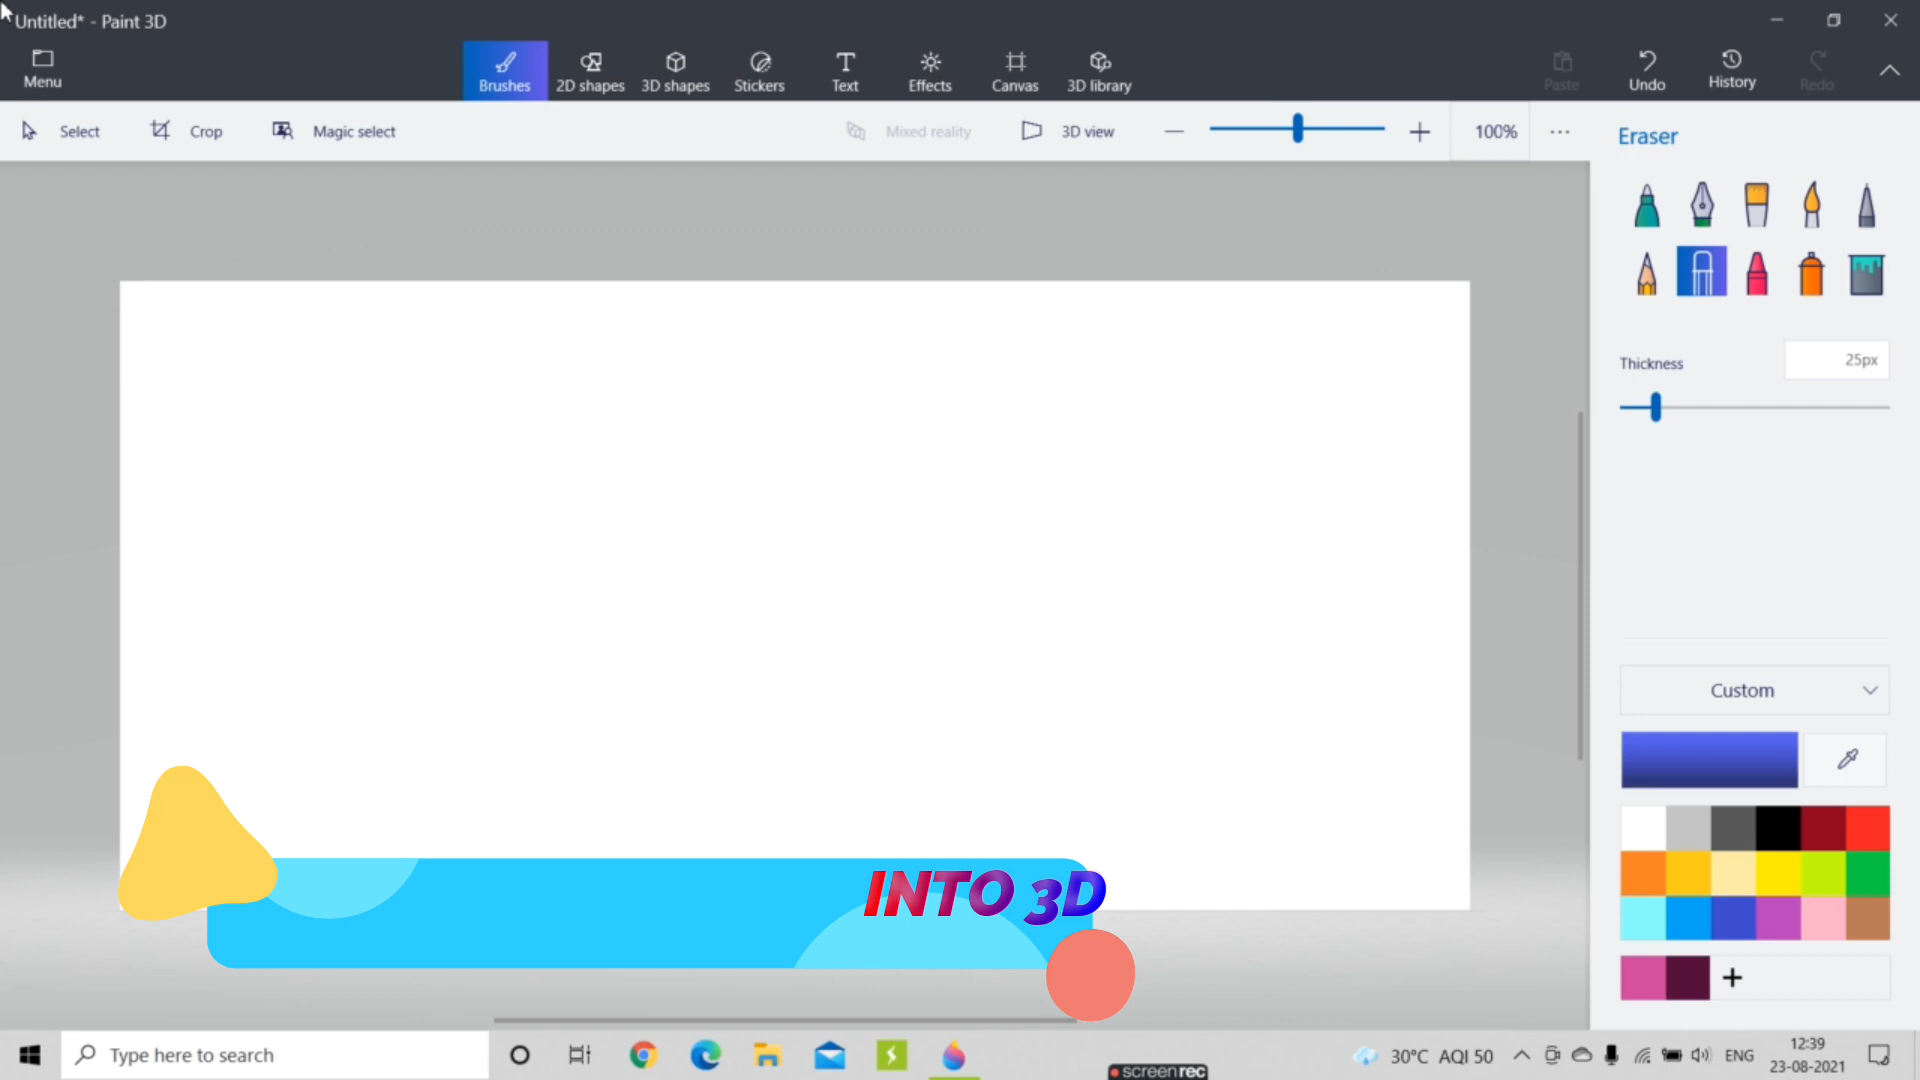 Untitled* - Paint 3D
Menu
Brushes
2D shapes
3D shapes
Stickers
Text
Effects
Canvas
3D library
Paste
Undo
History
Redo
Select
Crop
Magic select
Mixed reality
3D view
100%
Eraser
Thickness
25px
Custom
INTO 3D
Type here to search
screenrec
30°C AQI 50
ENG
12:39
23-08-2021